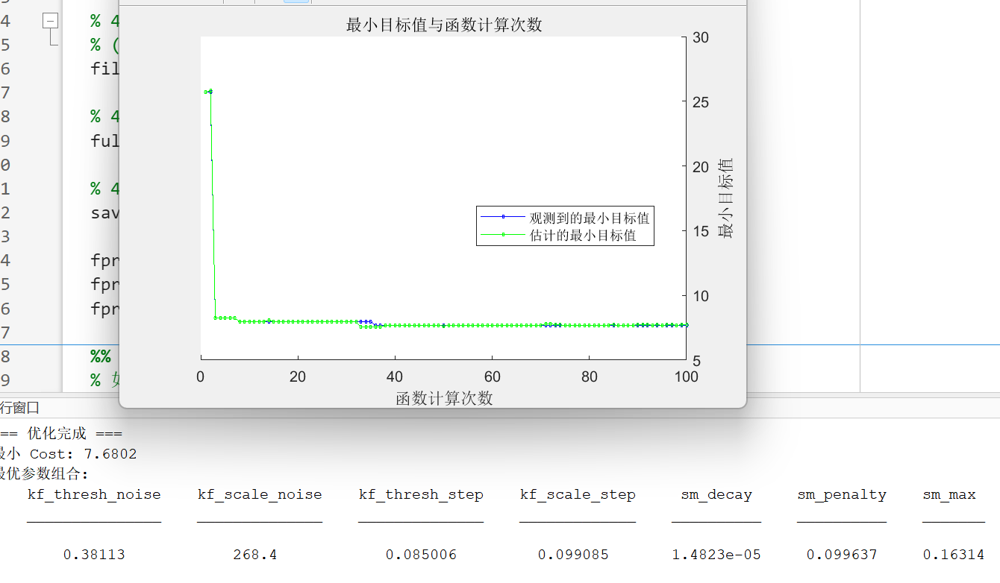 4
% 4
5
% (
6
fil
7
8
% 4
9
ful
0
1
% 4
2
sav
3
4
fpr
5
fpr
6
fpr
7
8
%%
9
%
最小目标值与函数计算次数
30
25
20
15
10
5
最小目标值
观测到的最小目标值
估计的最小目标值
0 20 40 60 80 100
函数计算次数
行窗口
== 优化完成 ===
最小 Cost: 7.6802
最优参数组合:
kf_thresh_noise kf_scale_noise kf_thresh_step kf_scale_step sm_decay sm_penalty sm_max
0.38113 268.4 0.085006 0.099085 1.4823e-05 0.099637 0.16314